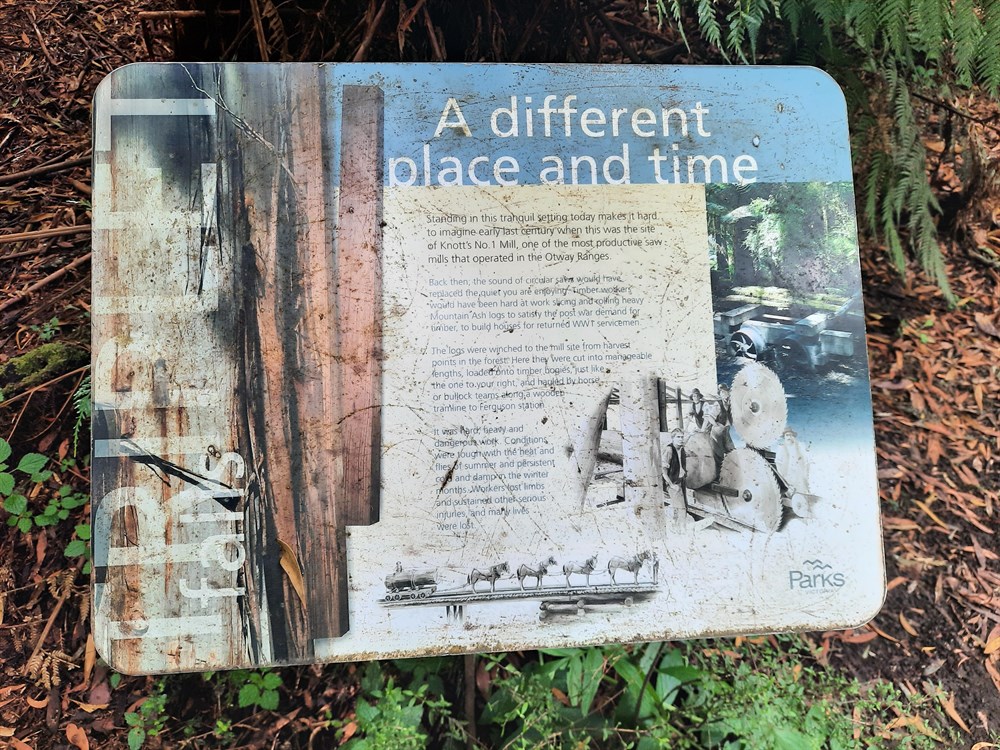 A different
place and time
Standing in this tranquil setting today makes it hard
to imagine early last century when this was the site
of Knott's No.1 Mill, one of the most productive saw
mills that operated in the Otway Ranges.
Back then, the sound of circular saws would have
replaced the quiet you are enjoying. Timber workers
would have been hard at work slicing and rolling heavy
Mountain Ash logs to satisfy the post war demand for
timber, to build houses for returned WW1 servicemen.
The logs were winched to the mill site from harvest
points in the forest. Here they were cut into manageable
lengths, loaded onto timber bogies, just like
the one to your right, and hauled by horse
or bullock teams along a wooden
tramline to Ferguson station.
It was hard, heavy and
dangerous work. Conditions
were tough with the heat and
flies of summer and persistent
and damp in the winter
months. Workers lost limbs
and sustained other serious
injuries, and many lives
were lost.
falls
Parks